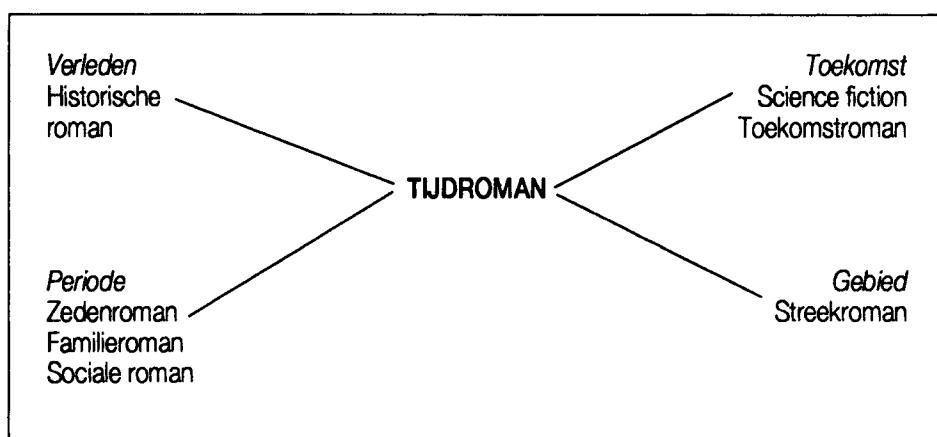 Verleden
Historische
roman
Toekomst
Science fiction
Toekomstroman
TIJDROMAN
Periode
Zedenroman
Familieroman
Sociale roman
Gebied
Streekroman